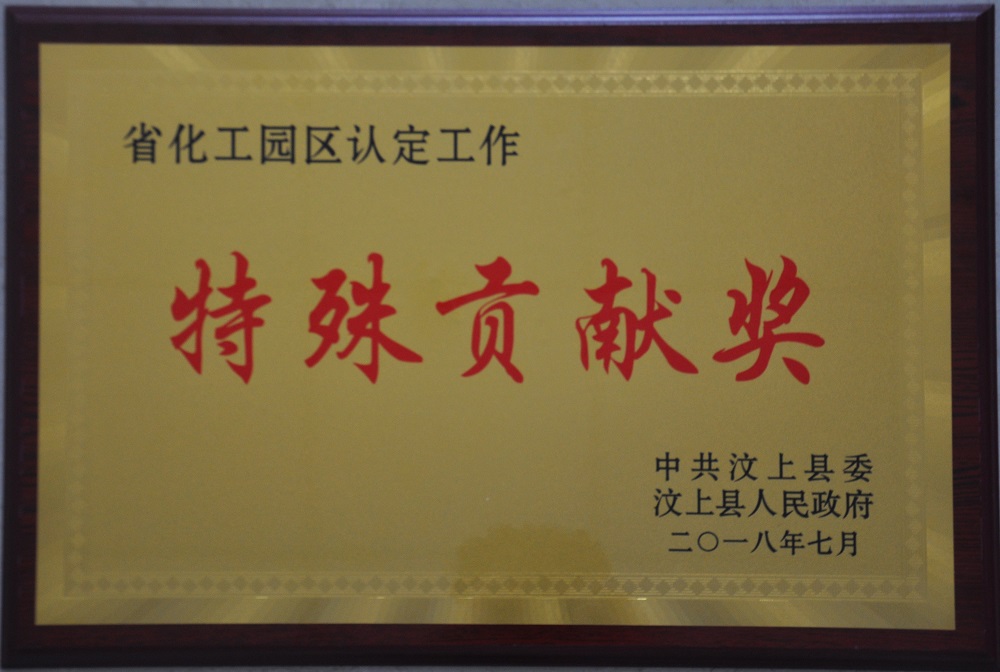 省化工园区认定工作
特殊贡献奖
中共汶上县委
汶上县人民政府
二〇一八年七月